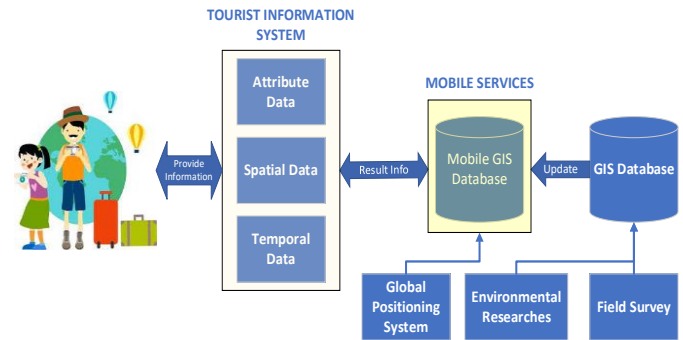 TOURIST INFORMATION
SYSTEM
Attribute
Data
Spatial Data
Temporal
Data
Provide
Information
Result Info
MOBILE SERVICES
Mobile GIS
Database
Update
GIS Database
Global
Positioning
System
Environmental
Researches
Field Survey